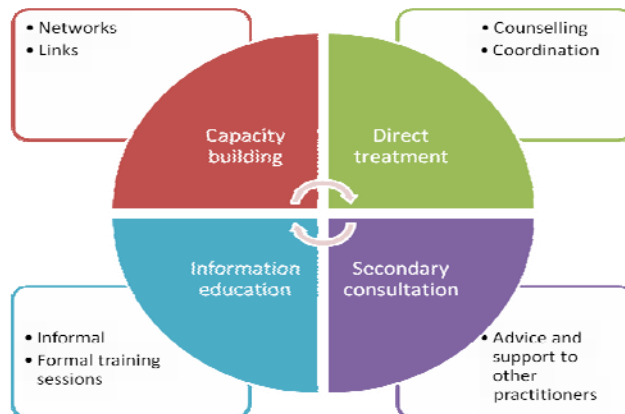 • Networks
• Links
• Counselling
• Coordination
Capacity
building
Direct
treatment
Information
education
Secondary
consultation
• Informal
• Formal training
sessions
• Advice and
support to
other
practitioners